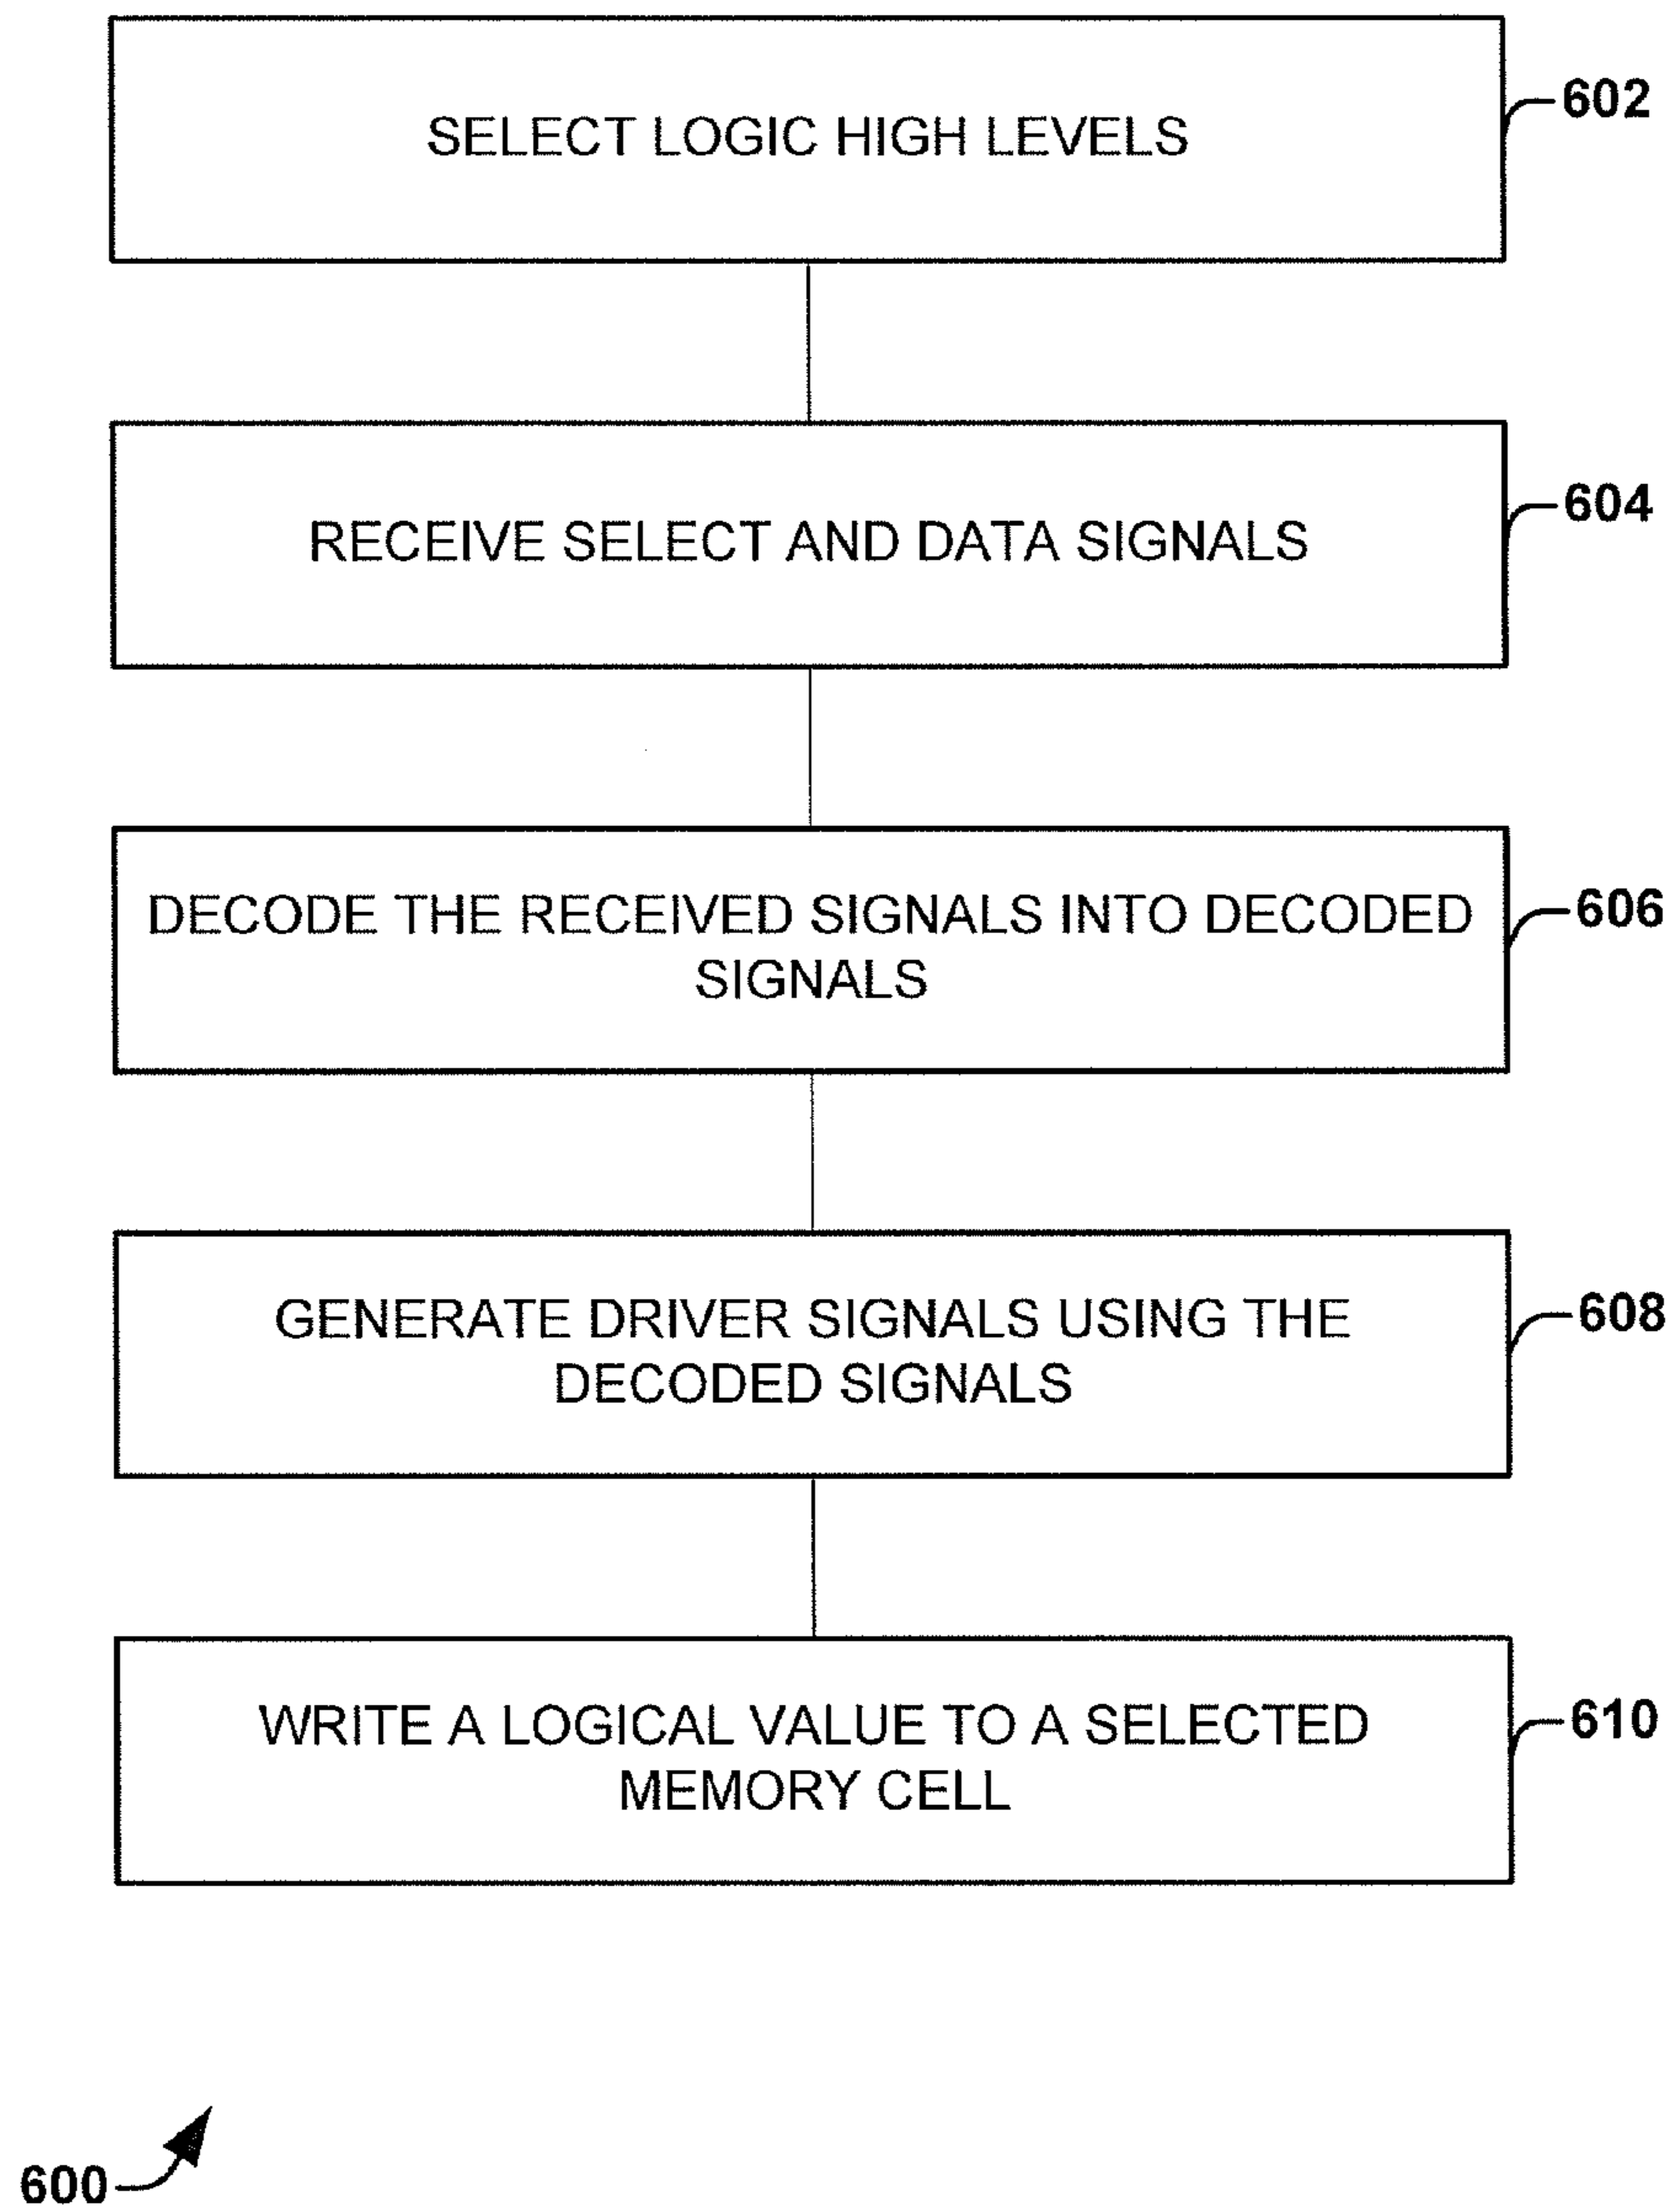 SELECT LOGIC HIGH LEVELS
602
RECEIVE SELECT AND DATA SIGNALS
604
DECODE THE RECEIVED SIGNALS INTO DECODED
SIGNALS
606
GENERATE DRIVER SIGNALS USING THE
DECODED SIGNALS
608
WRITE A LOGICAL VALUE TO A SELECTED
MEMORY CELL
610
600